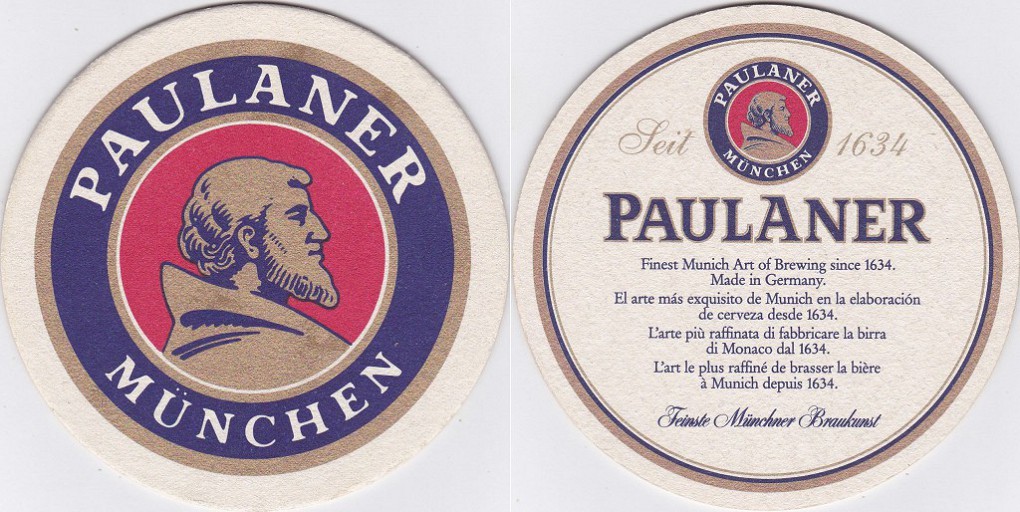 PAULANER
MÜNCHEN
PAULANER
MÜNCHEN
Seit 1634
PAULANER
Finest Munich Art of Brewing since 1634.
Made in Germany.
El arte más exquisito de Munich en la elaboración
de cerveza desde 1634.
L'arte più raffinata di fabbricare la birra
di Monaco dal 1634.
L'art le plus raffiné de brasser la bière
à Munich depuis 1634.
Feinste Münchner Braukunst